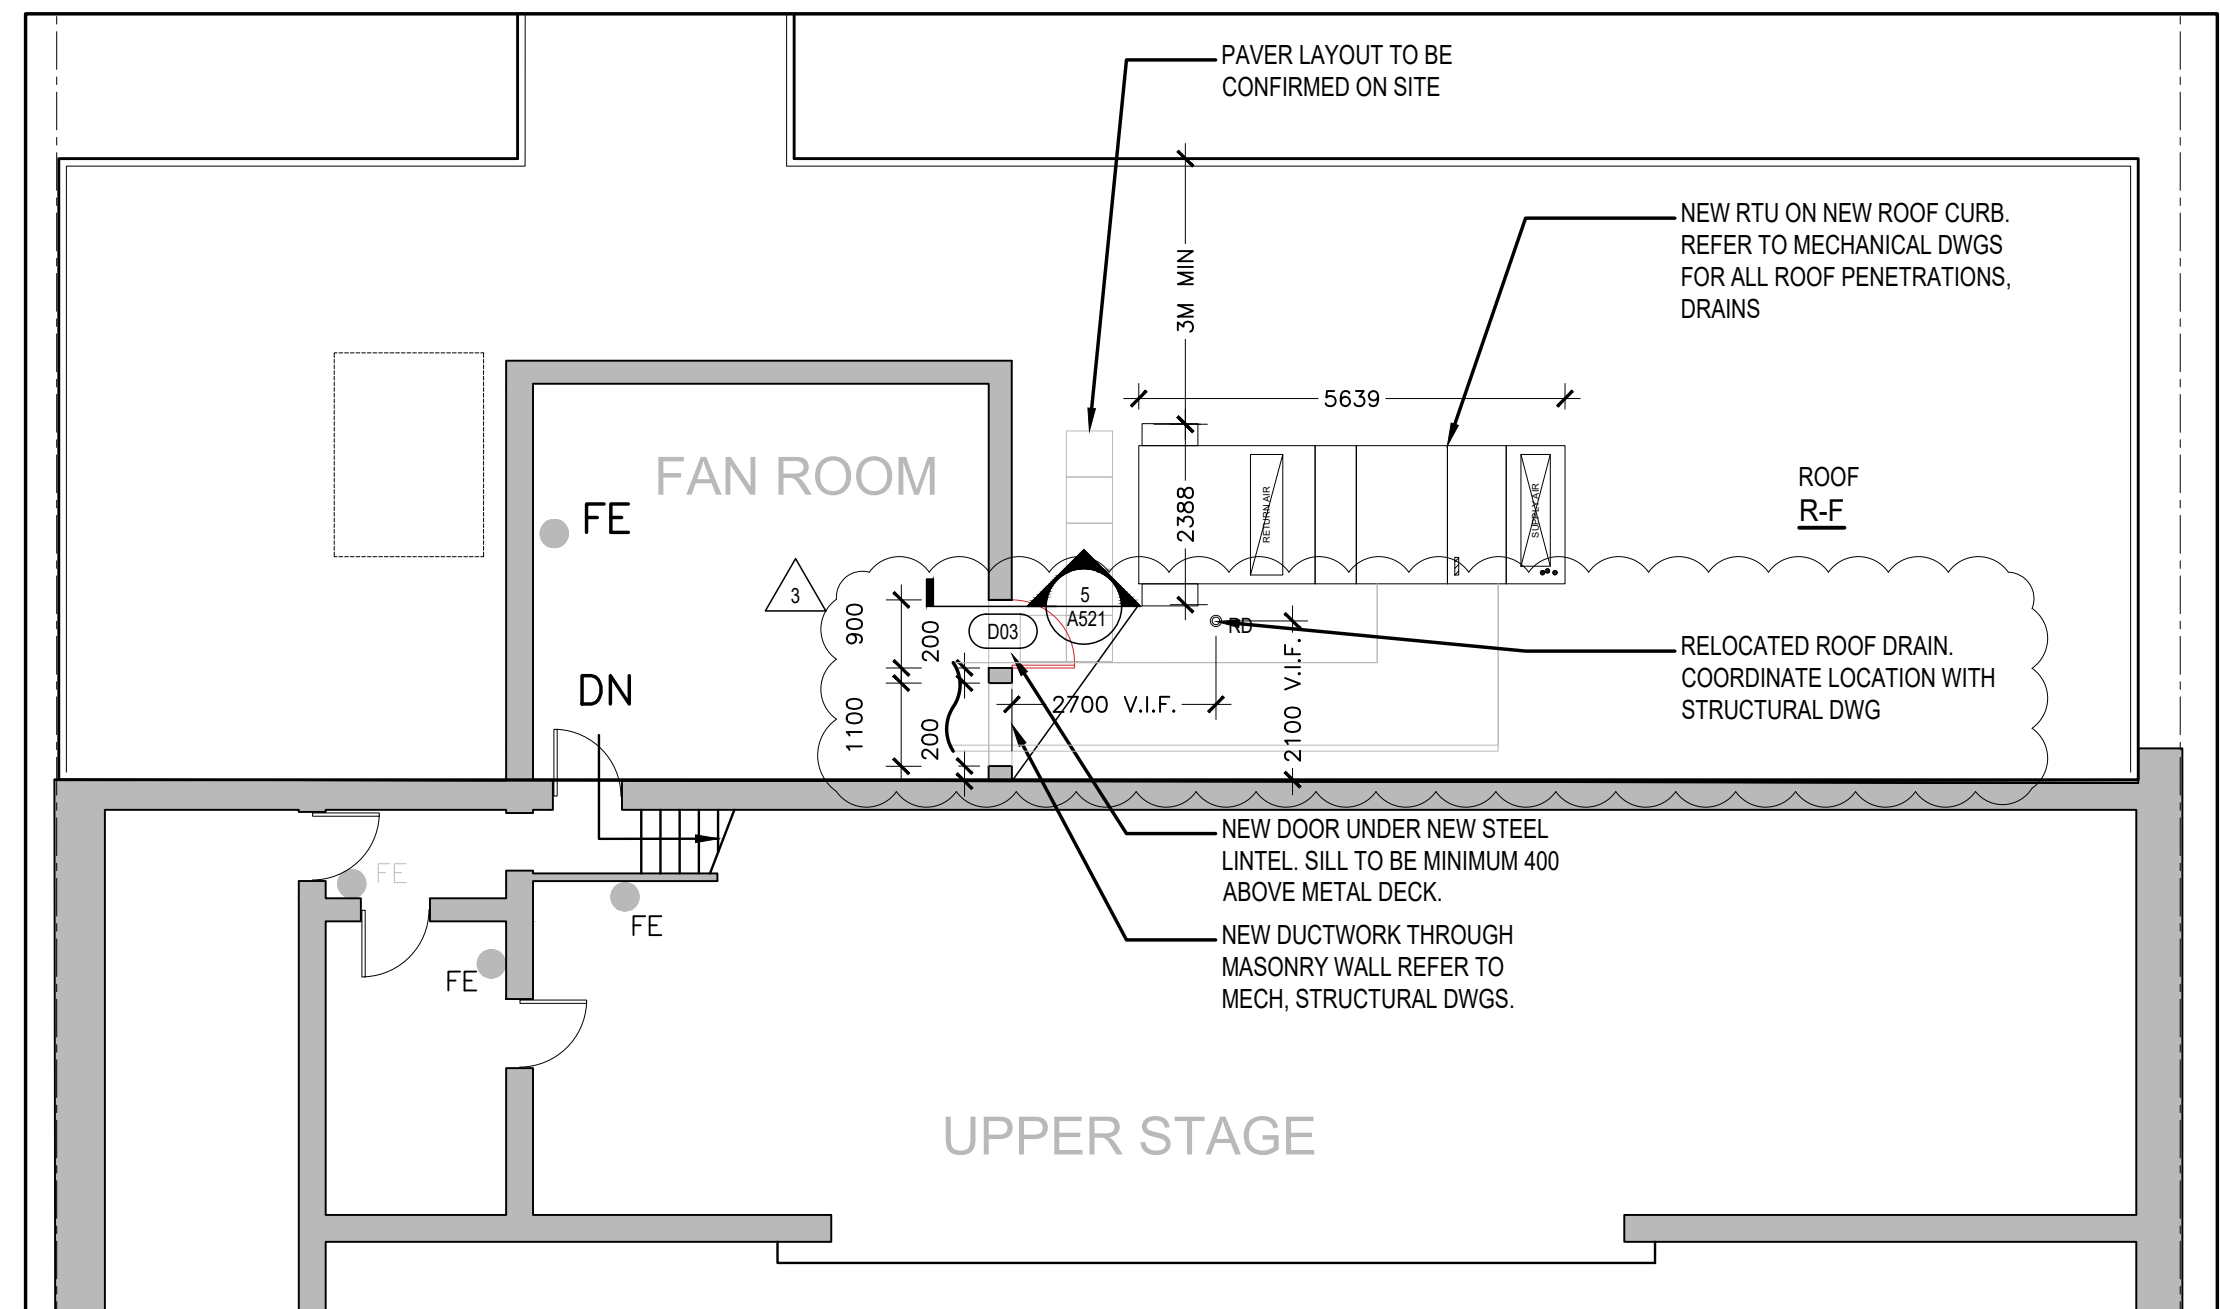 PAVER LAYOUT TO BE
CONFIRMED ON SITE
NEW RTU ON NEW ROOF CURB.
REFER TO MECHANICAL DWGS
FOR ALL ROOF PENETRATIONS,
DRAINS
3M MIN
5639
2388
RETURN AIR
SUPPLY AIR
ROOF
R-F
FAN ROOM
FE
3
900
200
D03
5
A521
RD
RELOCATED ROOF DRAIN.
COORDINATE LOCATION WITH
STRUCTURAL DWG
DN
1100
200
2700 V.I.F.
2100 V.I.F.
NEW DOOR UNDER NEW STEEL
LINTEL. SILL TO BE MINIMUM 400
ABOVE METAL DECK.
NEW DUCTWORK THROUGH
MASONRY WALL REFER TO
MECH, STRUCTURAL DWGS.
FE
FE
FE
UPPER STAGE